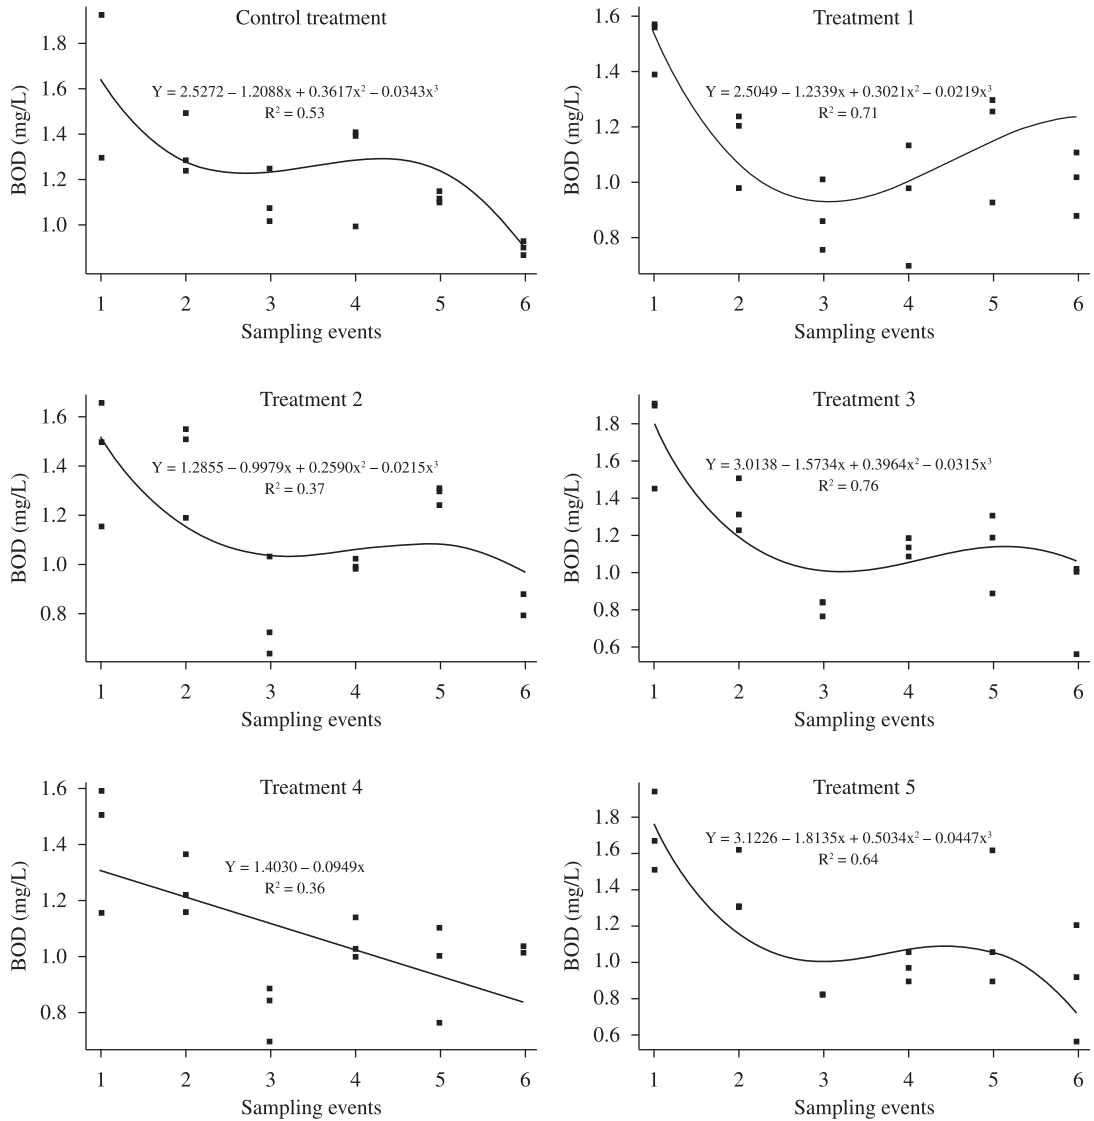 Control treatment
Y = 2.5272 – 1.2088x + 0.3617x² – 0.0343x³
R² = 0.53
BOD (mg/L)
1.8
1.6
1.4
1.2
1.0
1 2 3 4 5 6
Sampling events
Treatment 1
Y = 2.5049 – 1.2339x + 0.3021x² – 0.0219x³
R² = 0.71
BOD (mg/L)
1.6
1.4
1.2
1.0
0.8
1 2 3 4 5 6
Sampling events
Treatment 2
Y = 1.2855 – 0.9979x + 0.2590x² – 0.0215x³
R² = 0.37
BOD (mg/L)
1.6
1.4
1.2
1.0
0.8
1 2 3 4 5 6
Sampling events
Treatment 3
Y = 3.0138 – 1.5734x + 0.3964x² – 0.0315x³
R² = 0.76
BOD (mg/L)
1.8
1.6
1.4
1.2
1.0
0.8
0.6
1 2 3 4 5 6
Sampling events
Treatment 4
Y = 1.4030 – 0.0949x
R² = 0.36
BOD (mg/L)
1.6
1.4
1.2
1.0
0.8
1 2 3 4 5 6
Sampling events
Treatment 5
Y = 3.1226 – 1.8135x + 0.5034x² – 0.0447x³
R² = 0.64
BOD (mg/L)
1.8
1.6
1.4
1.2
1.0
0.8
0.6
1 2 3 4 5 6
Sampling events